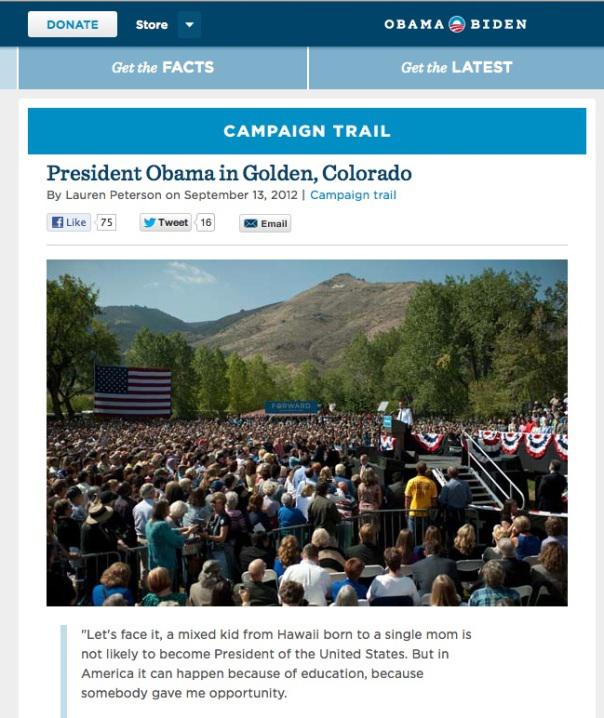 DONATE Store OBAMA BIDEN
Get the FACTS Get the LATEST
CAMPAIGN TRAIL
President Obama in Golden, Colorado
By Lauren Peterson on September 13, 2012 | Campaign trail
Like 75 Tweet 16 Email
FORWARD
"Let's face it, a mixed kid from Hawaii born to a single mom is
not likely to become President of the United States. But in
America it can happen because of education, because
somebody gave me opportunity.